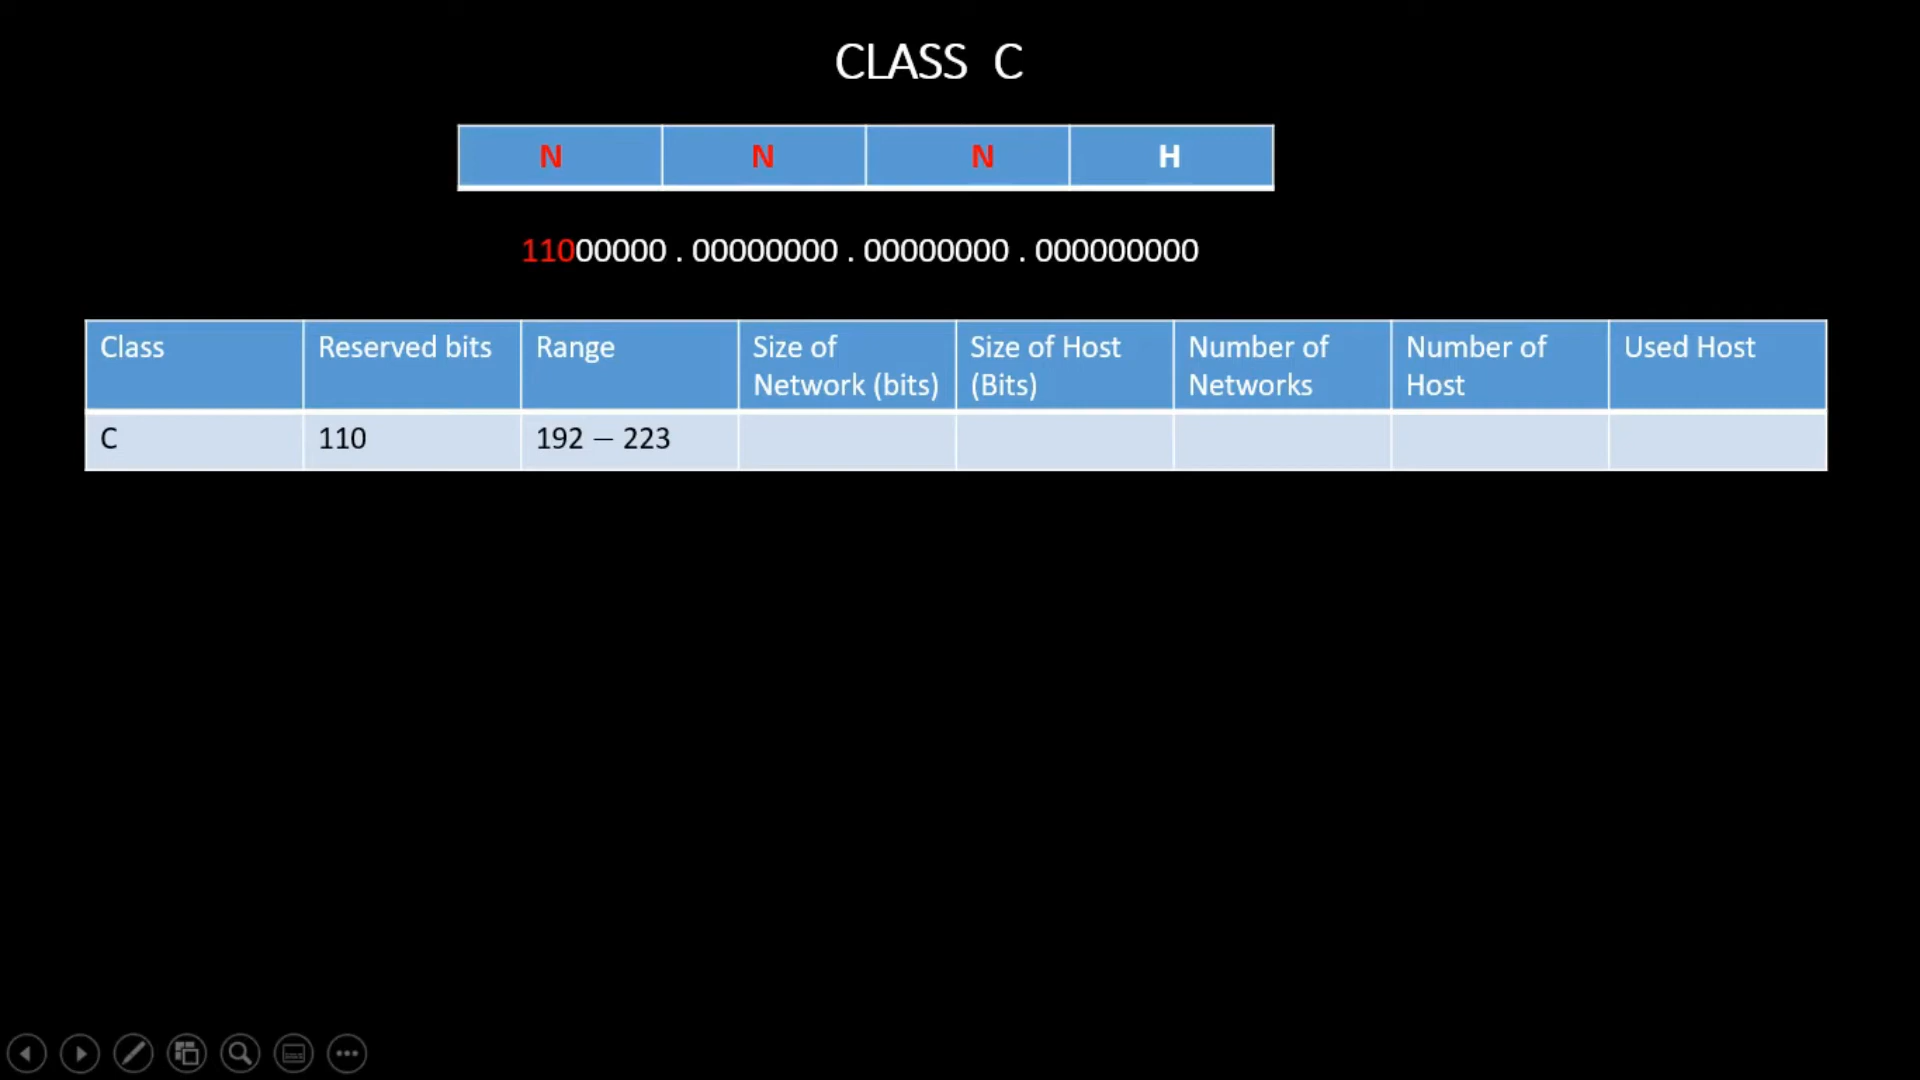 CLASS C
N N N H
11000000 . 00000000 . 00000000 . 000000000
Class Reserved bits Range Size of Size of Host Number of Number of Used Host
Network (bits) (Bits) Networks Host
C 110 192 – 223